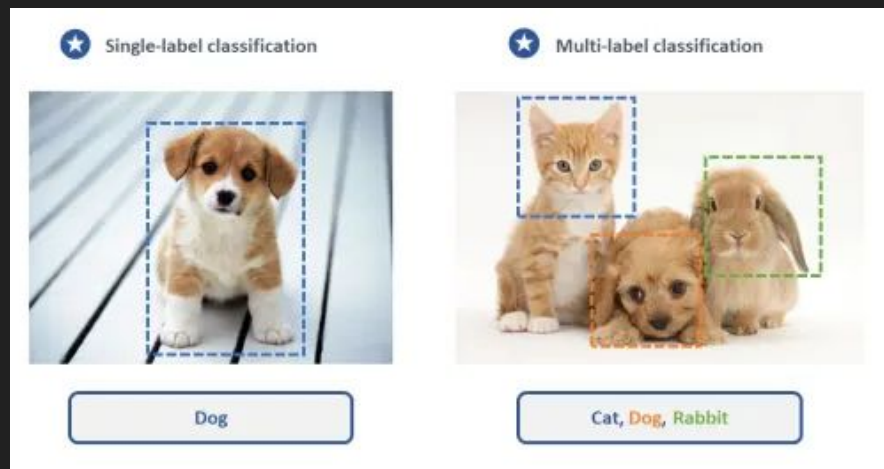 Single-label classification
Multi-label classification
Dog
Cat, Dog, Rabbit